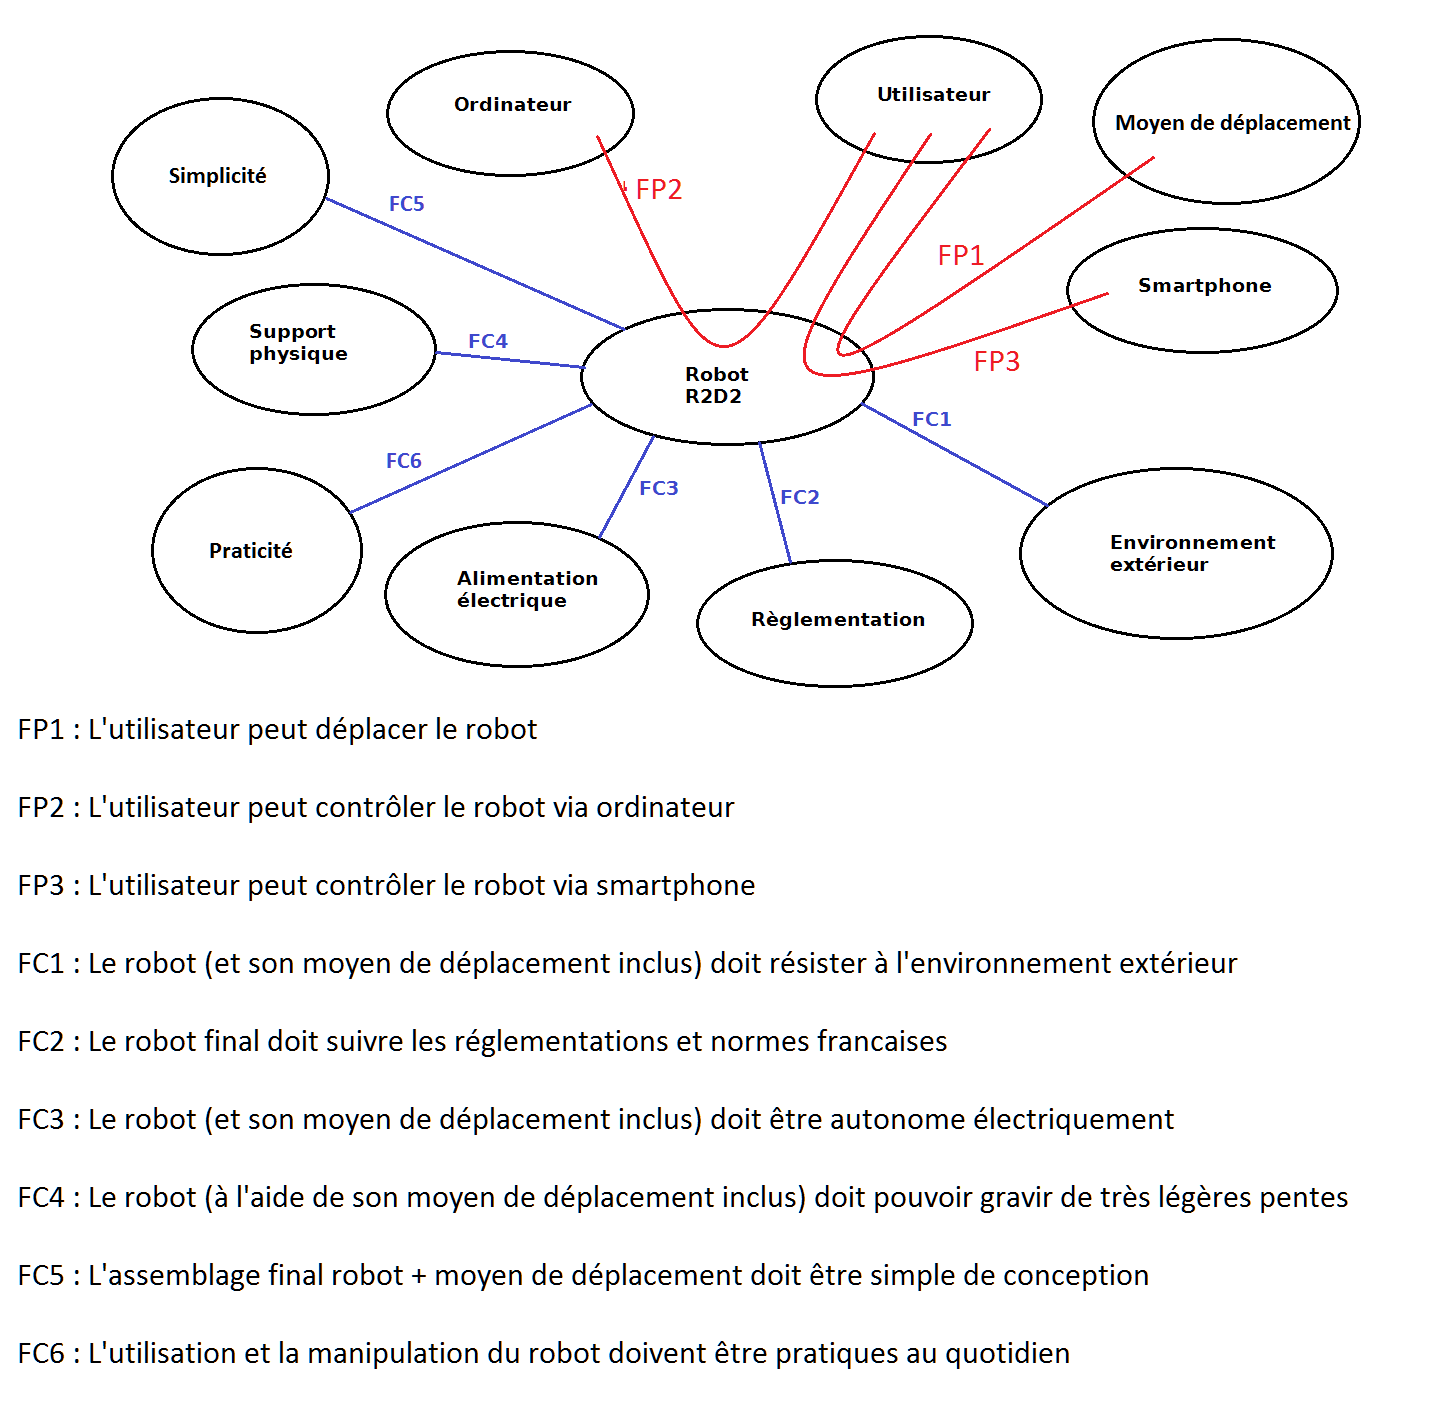 Ordinateur
Utilisateur
Moyen de déplacement
Simplicité
FC5
FP2
FP1
Smartphone
Support
physique
FC4
Robot
R2D2
FP3
FC1
FC6
FC3
FC2
Praticité
Alimentation
électrique
Règlementation
Environnement
extérieur
FP1 : L'utilisateur peut déplacer le robot
FP2 : L'utilisateur peut contrôler le robot via ordinateur
FP3 : L'utilisateur peut contrôler le robot via smartphone
FC1 : Le robot (et son moyen de déplacement inclus) doit résister à l'environnement extérieur
FC2 : Le robot final doit suivre les réglementations et normes francaises
FC3 : Le robot (et son moyen de déplacement inclus) doit être autonome électriquement
FC4 : Le robot (à l'aide de son moyen de déplacement inclus) doit pouvoir gravir de très légères pentes
FC5 : L'assemblage final robot + moyen de déplacement doit être simple de conception
FC6 : L'utilisation et la manipulation du robot doivent être pratiques au quotidien